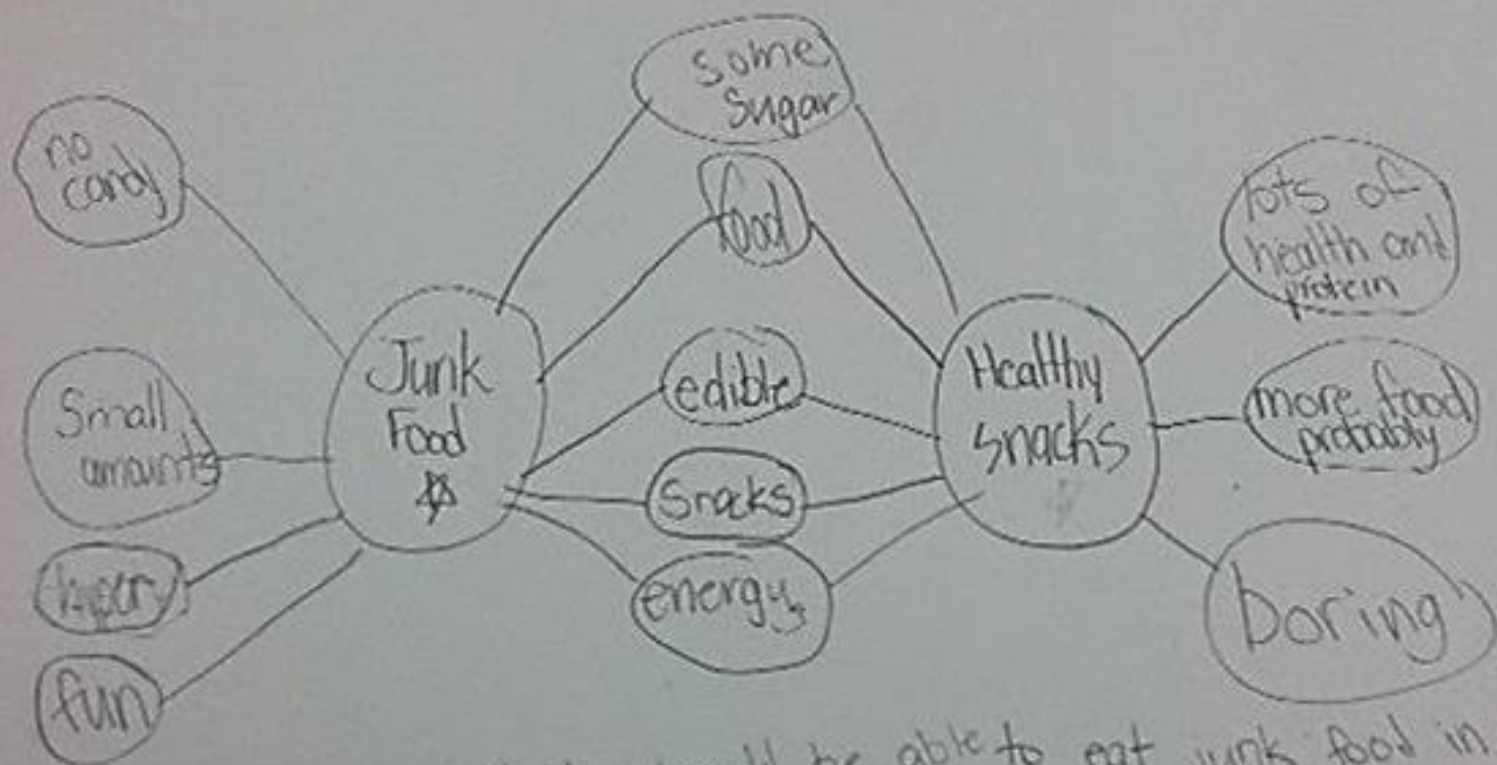 some
sugar
no
candy
food
lots of
health and
protein
Junk
Food
edible
Healthy
snacks
more food
probably
Small
amounts
Snacks
hyper
energy
boring
fun
be able to eat junk food in